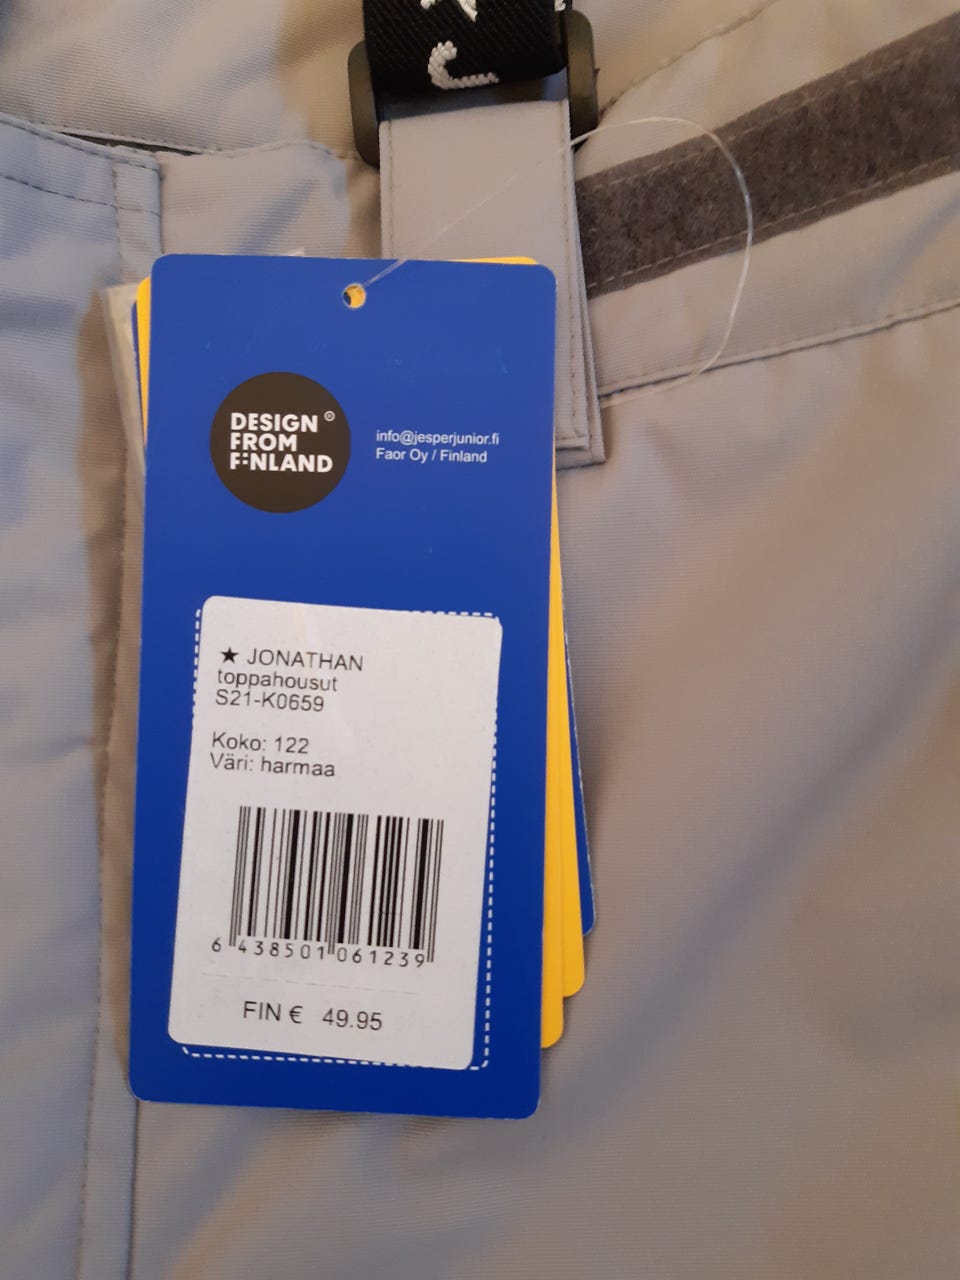 DESIGN ®
FROM
FINLAND
info@jesperjunior.fi
Faor Oy / Finland
★ JONATHAN
toppahousut
S21-K0659
Koko: 122
Väri: harmaa
6 438501 061239
FIN € 49.95